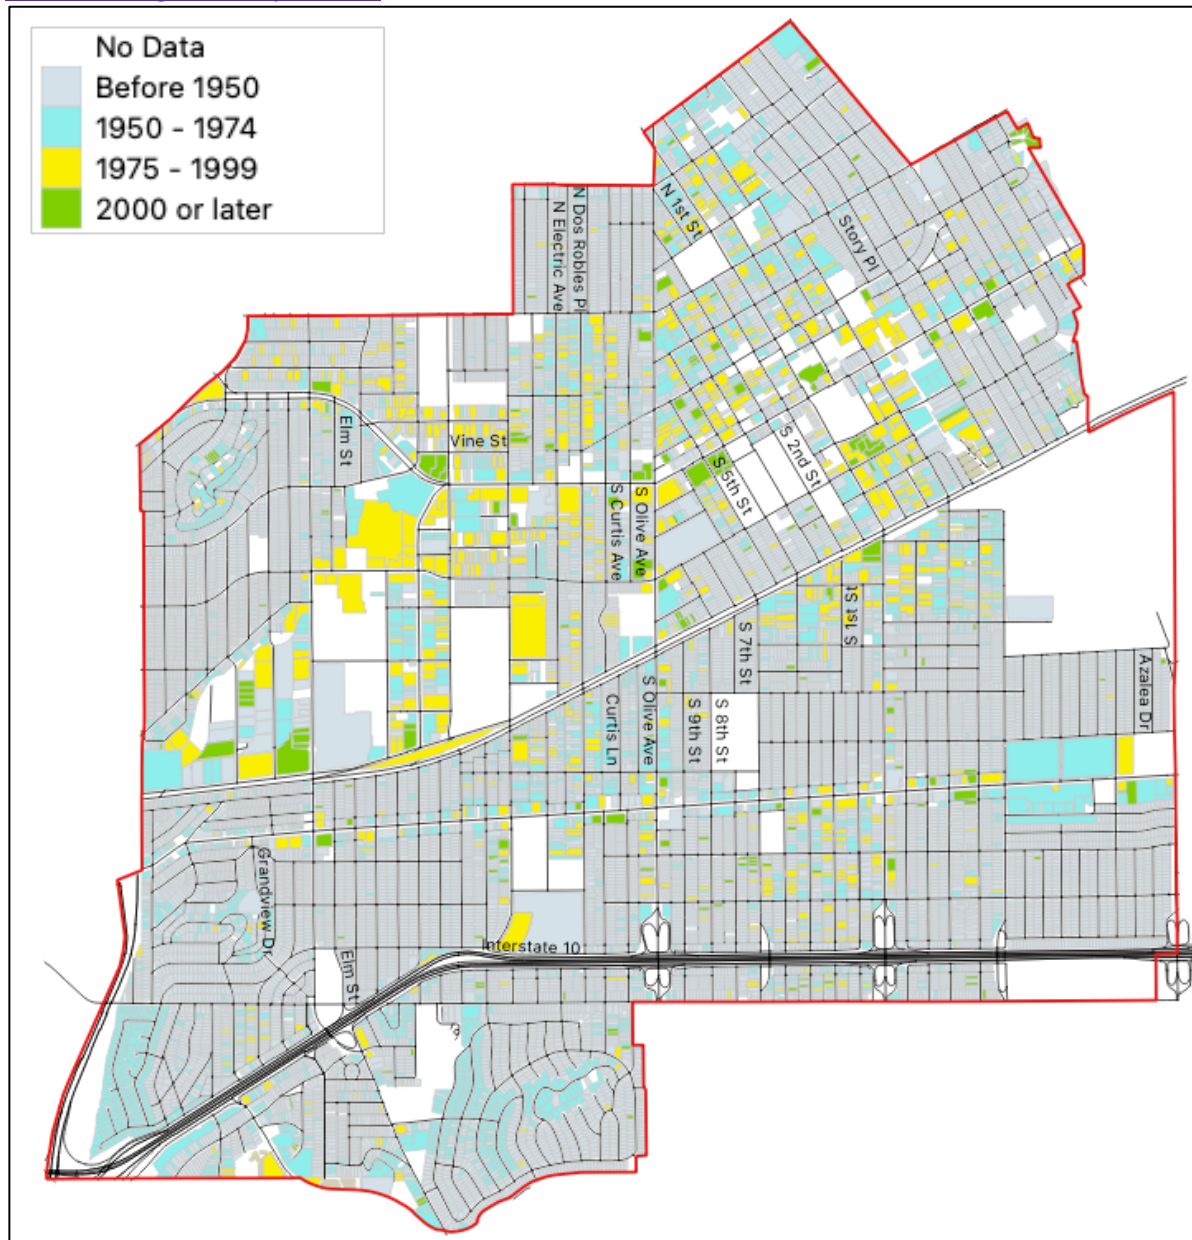 No Data
Before 1950
1950 - 1974
1975 - 1999
2000 or later
N 1st St
N Dos Robles Pl
N Electric Ave
Story Pl
Elm St
Vine St
S 2nd St
S 5th St
S Olive Ave
S Curtis Ave
S 1st St
S 7th St
Azalea Dr
S Olive Ave
Curtis Ln
S 9th St
S 8th St
Grandview D
Interstate 10
Elm St